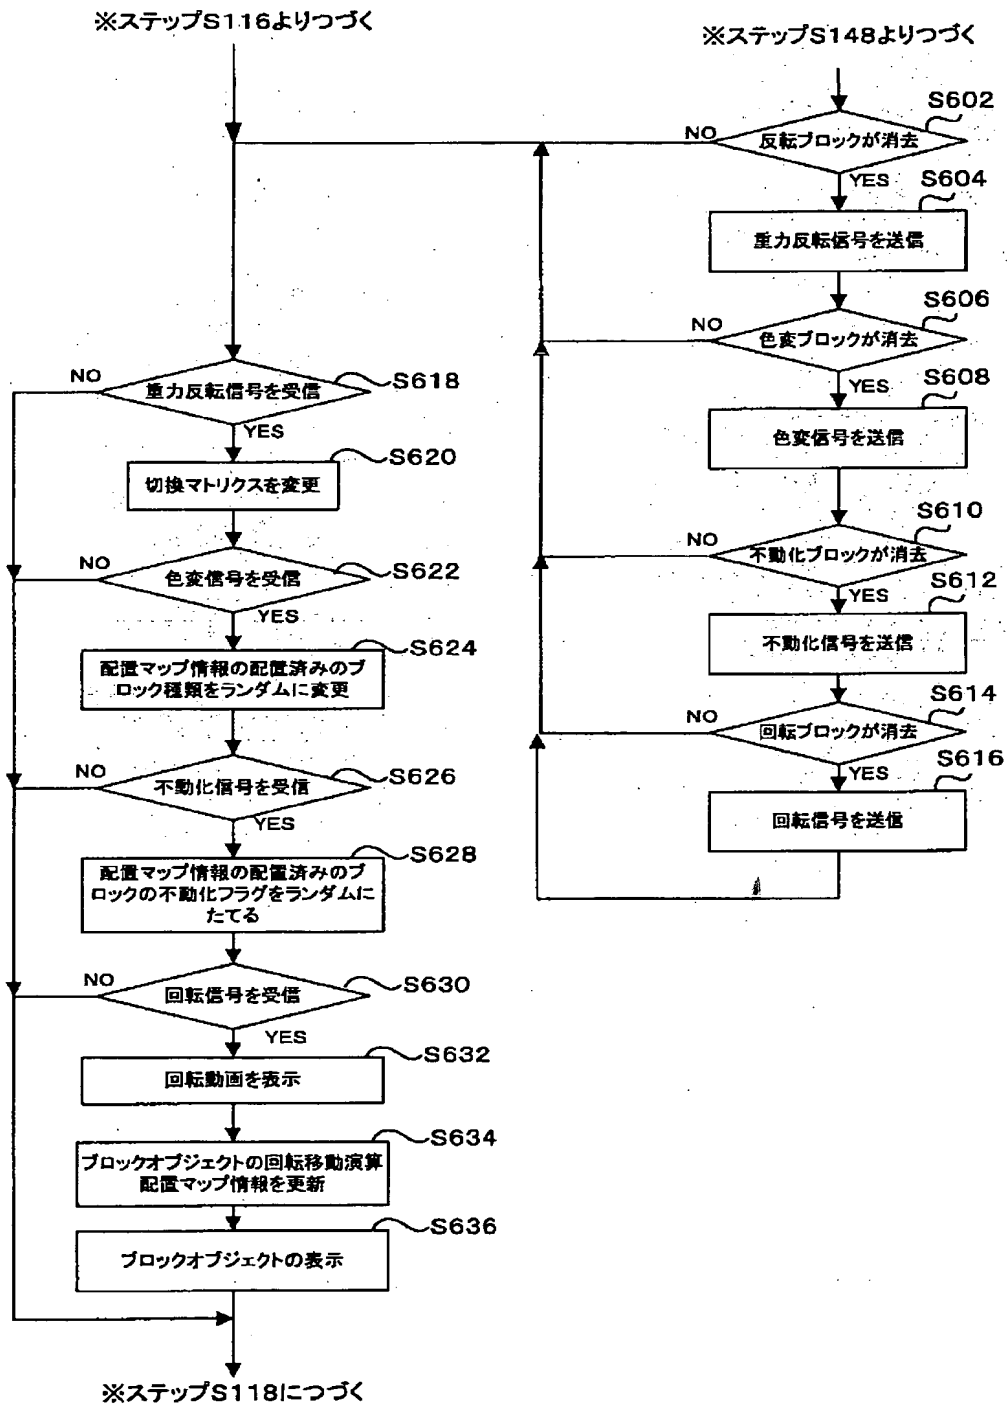 ※ステップS116よりつづく
NO
重力反転信号を受信
S618
YES
切換マトリクスを変更
S620
NO
色変信号を受信
S622
YES
配置マップ情報の配置済みのブ
ロック種類をランダムに変更
S624
NO
不動化信号を受信
S626
YES
配置マップ情報の配置済みのブ
ロックの不動化フラグをランダムに
たてる
S628
NO
回転信号を受信
S630
YES
回転動画を表示
S632
ブロックオブジェクトの回転移動演算
配置マップ情報を更新
S634
ブロックオブジェクトの表示
S636
※ステップS118につづく
※ステップS148よりつづく
NO
反転ブロックが消去
S602
YES
重力反転信号を送信
S604
NO
色変ブロックが消去
S606
YES
色変信号を送信
S608
NO
不動化ブロックが消去
S610
YES
不動化信号を送信
S612
NO
回転ブロックが消去
S614
YES
回転信号を送信
S616